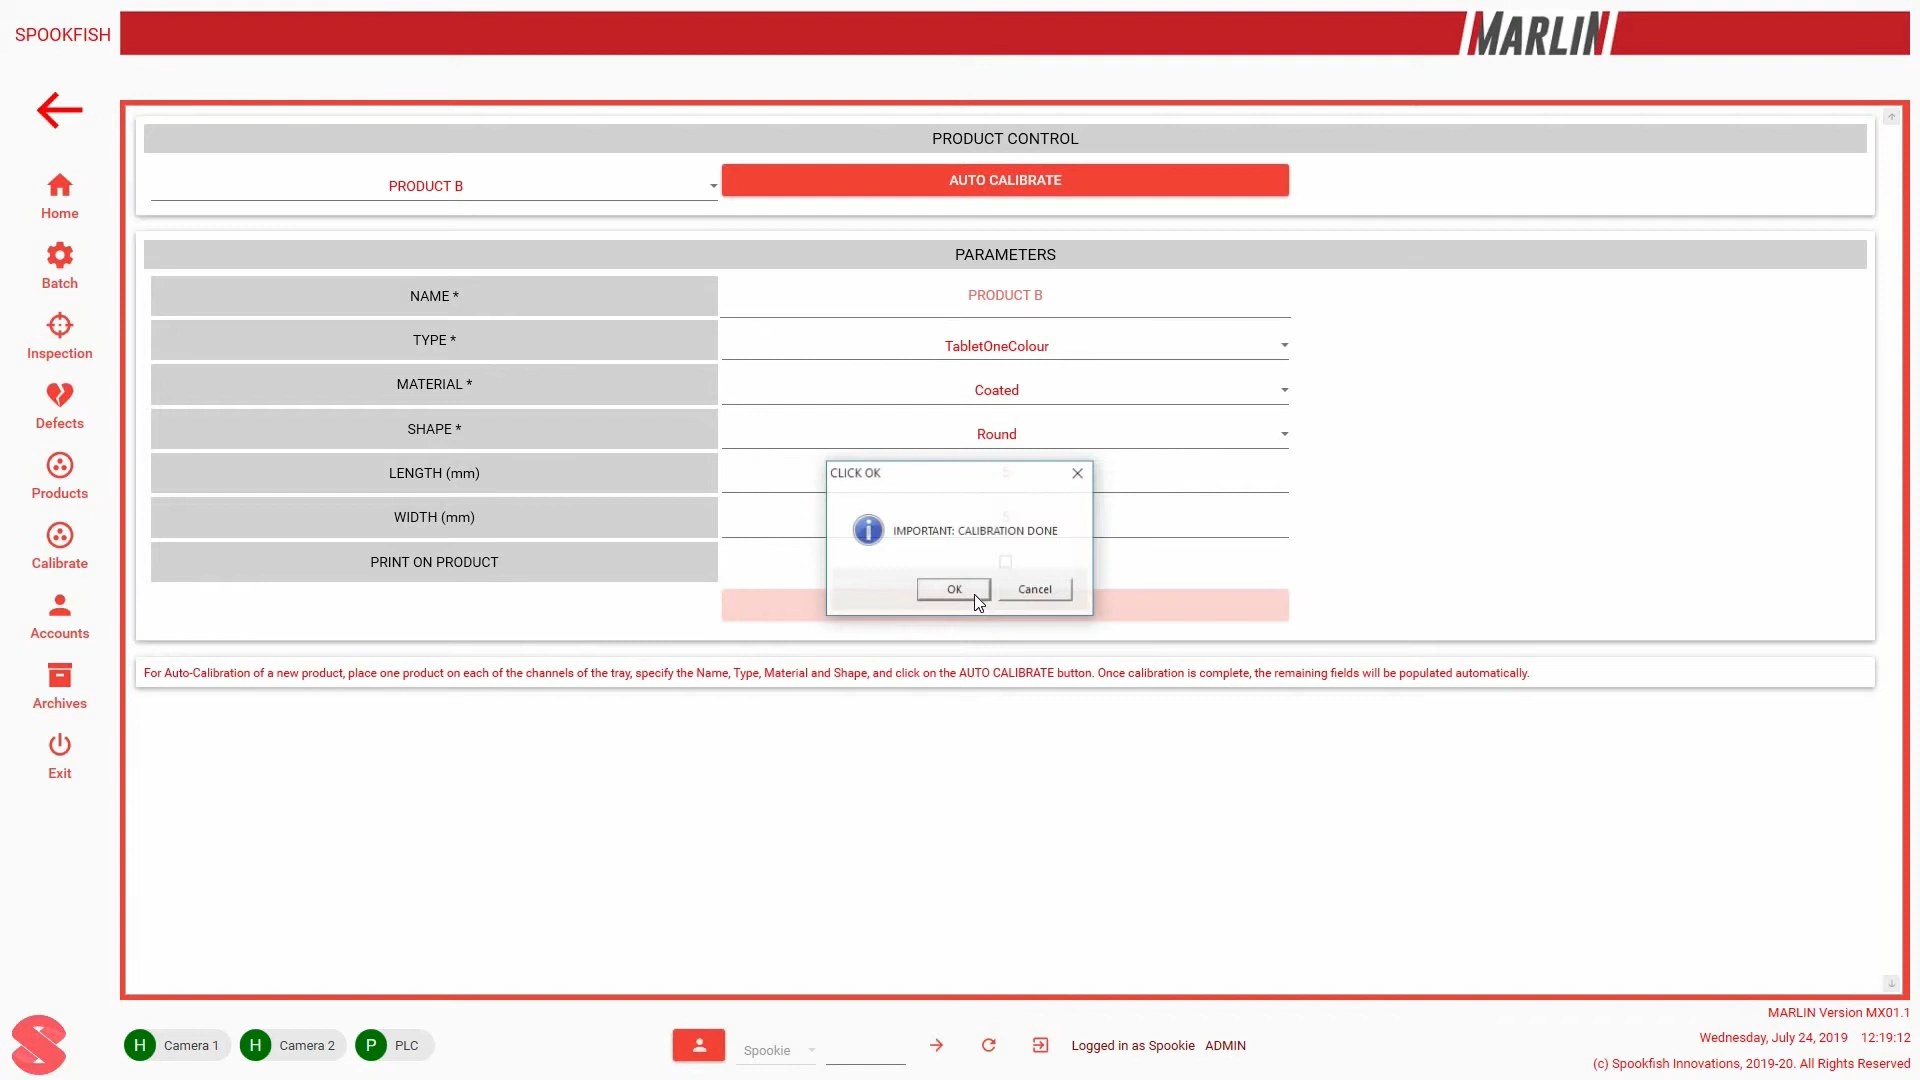 SPOOKFISH
MARLIN
Home
Batch
Inspection
Defects
Products
Calibrate
Accounts
Archives
Exit
PRODUCT CONTROL
PRODUCT B
AUTO CALIBRATE
PARAMETERS
NAME *
PRODUCT B
TYPE *
TabletOneColour
MATERIAL *
Coated
SHAPE *
Round
LENGTH (mm)
5
WIDTH (mm)
5
PRINT ON PRODUCT
CLICK OK
IMPORTANT: CALIBRATION DONE
OK
Cancel
For Auto-Calibration of a new product, place one product on each of the channels of the tray, specify the Name, Type, Material and Shape, and click on the AUTO CALIBRATE button. Once calibration is complete, the remaining fields will be populated automatically.
H Camera 1
H Camera 2
P PLC
Spookie
Logged in as Spookie ADMIN
MARLIN Version MX01.1
Wednesday, July 24, 2019 12:19:12
(c) Spookfish Innovations, 2019-20. All Rights Reserved